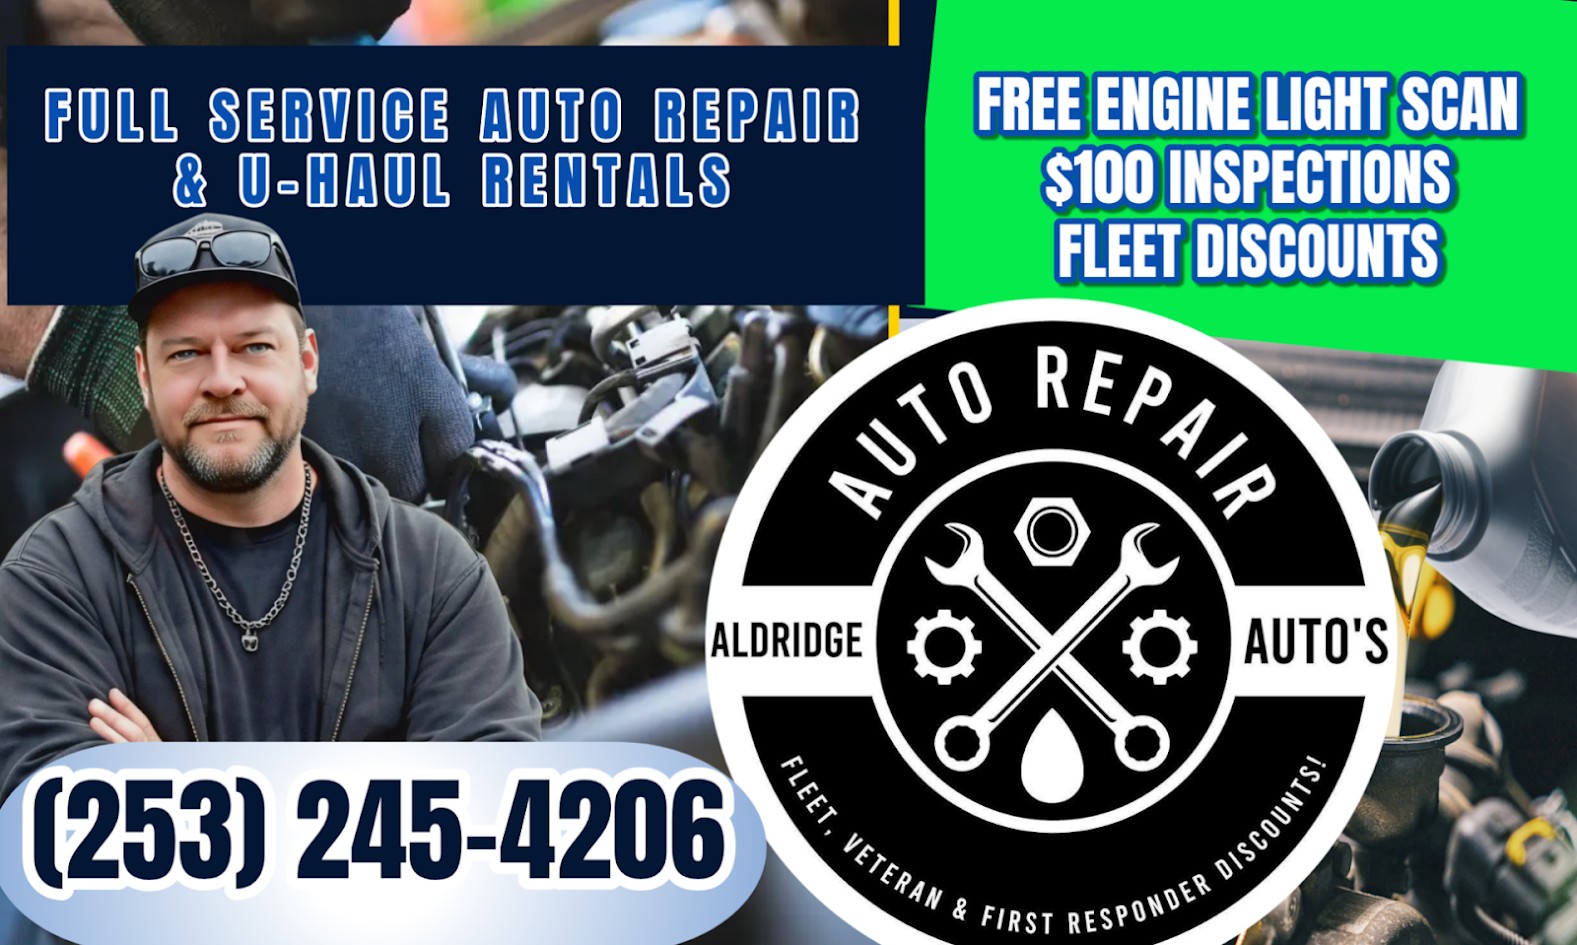 FULL SERVICE AUTO REPAIR
& U-HAUL RENTALS
FREE ENGINE LIGHT SCAN
$100 INSPECTIONS
FLEET DISCOUNTS
AUTO REPAIR
ALDRIDGE AUTO'S
FLEET, VETERAN & FIRST RESPONDER DISCOUNTS!
(253) 245-4206